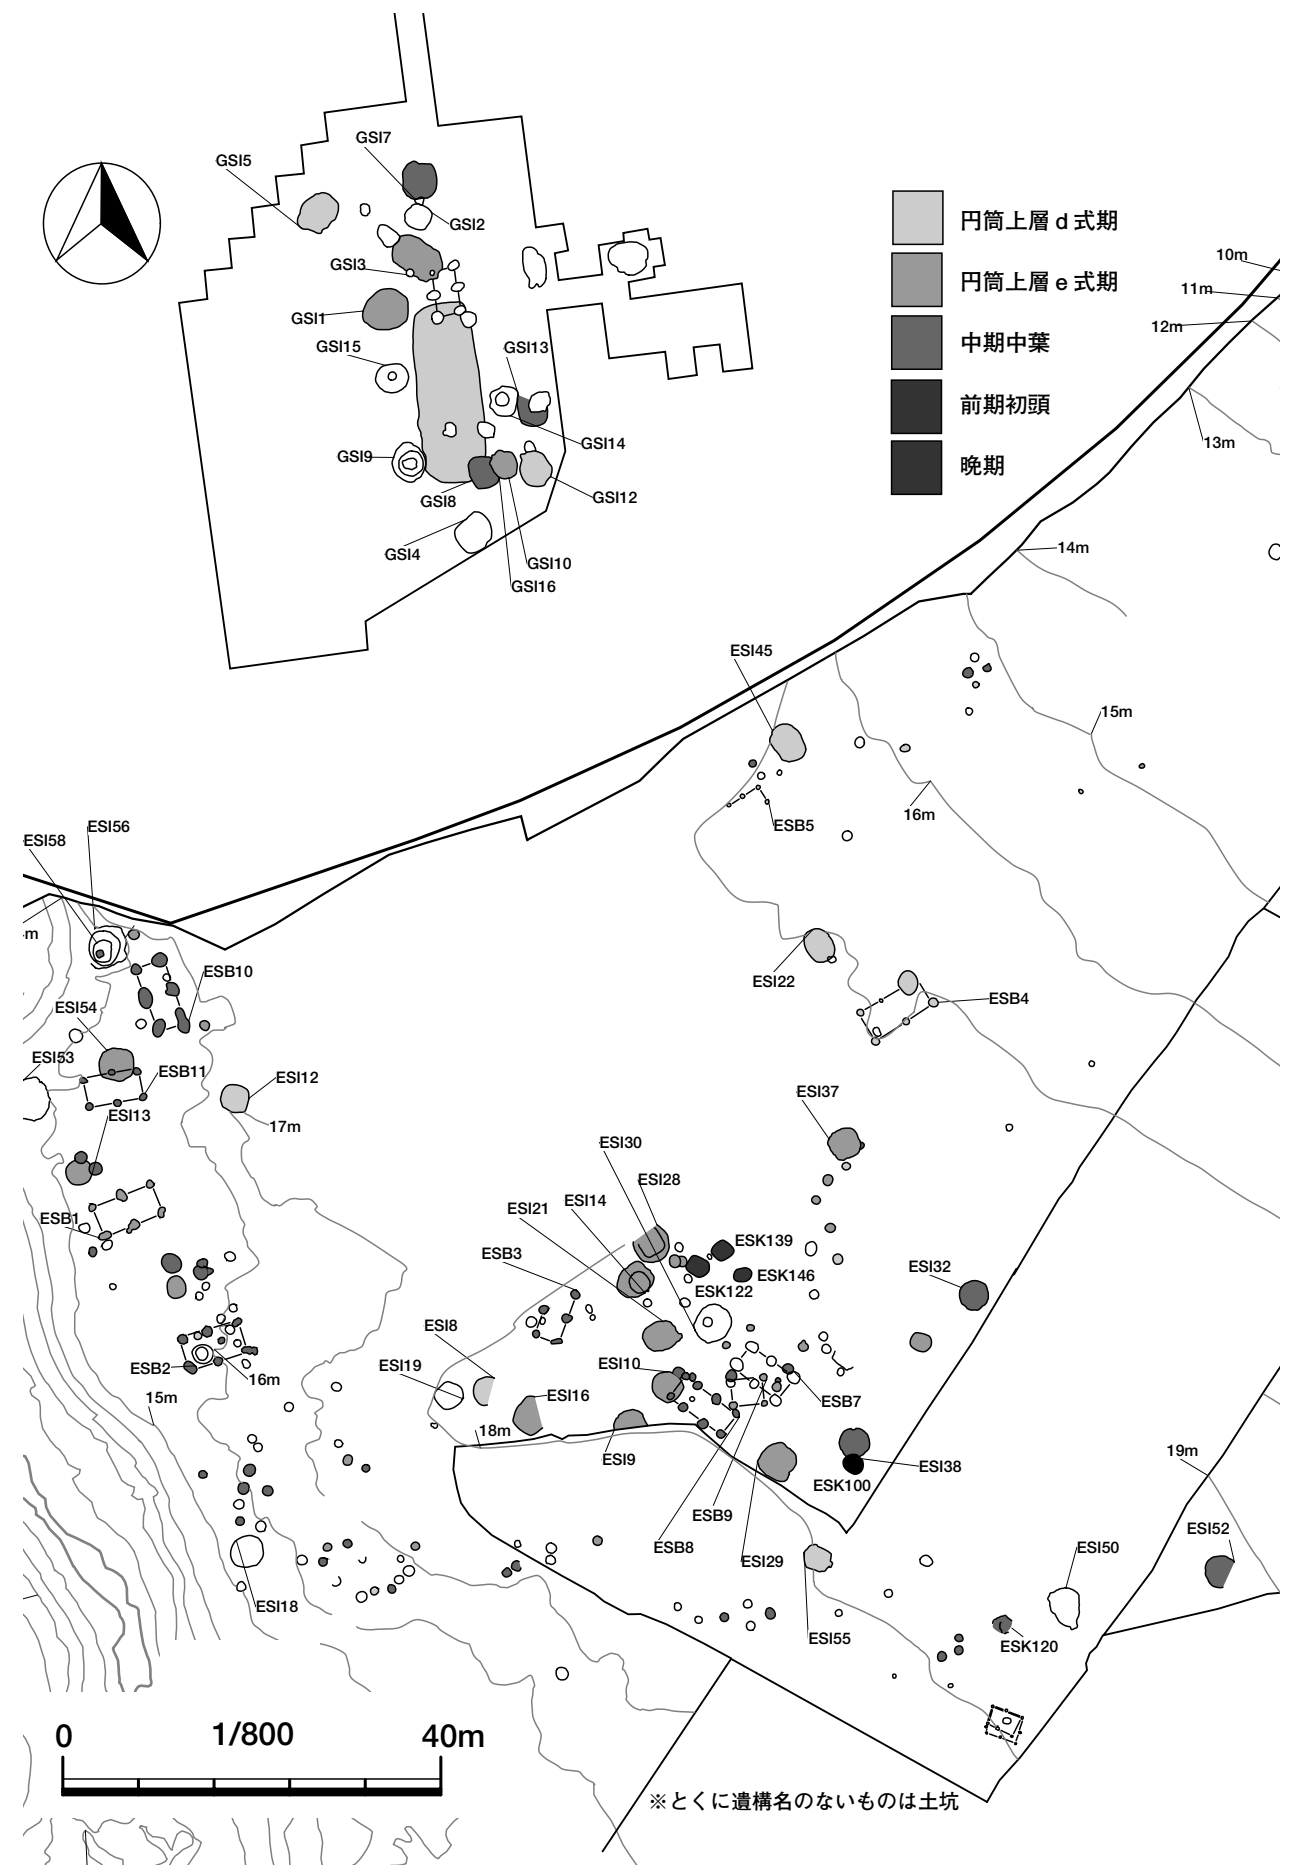 GSI7
GSI5
GSI2
GSI3
GSI1
GSI15
GSI13
GSI14
GSI9
GSI8
GSI12
GSI4
GSI10
GSI16
円筒上層 d 式期
円筒上層 e 式期
中期中葉
前期初頭
晩期
10m
11m
12m
13m
14m
15m
16m
ESI45
ESB5
ESI56
ESI58
-m
ESB10
ESI54
ESI53
ESB11
ESI12
ESI13
17m
ESB1
ESI22
ESB4
ESI37
ESI30
ESI28
ESI14
ESI21
ESB3
ESK139
ESK146
ESK122
ESI32
ESI8
ESI19
ESI10
ESI16
ESB2
16m
15m
18m
ESI9
ESB7
ESI38
ESK100
ESB9
ESB8
ESI29
19m
ESI52
ESI50
ESI18
ESI55
ESK120
0
1/800
40m
※とくに遺構名のないものは土坑